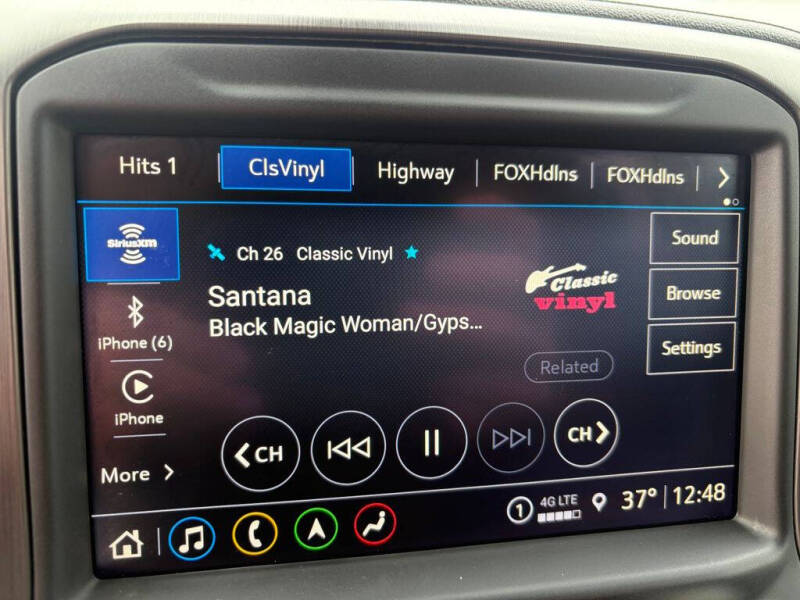 Hits 1
ClsVinyl
Highway
FOXHdlns
FOXHdlns
SiriusXM
Ch 26 Classic Vinyl
Santana
Black Magic Woman/Gyps...
Classic
vinyl
Related
Sound
Browse
Settings
iPhone (6)
iPhone
More
CH
CH
1
4G LTE
37° 12:48